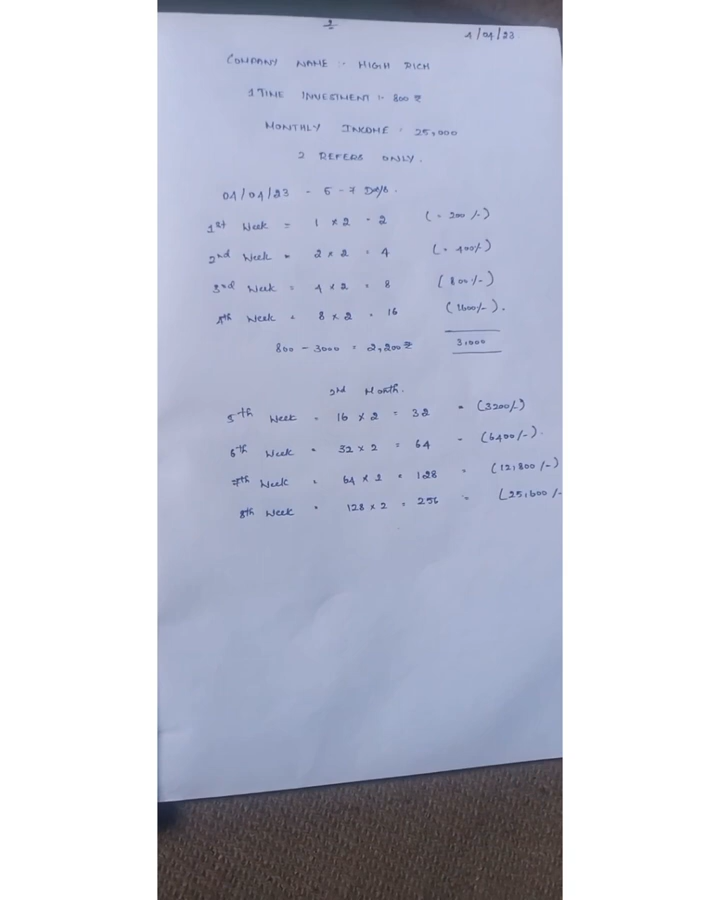 1/04/23
COMPANY NAME :- HIGH RICH
1 TIME INVESTMENT :- 800 ₹
MONTHLY INCOME : 25,000
2 REFERS ONLY.
01/04/23 - 5 - 7 Days.
1st Week = 1 x 2 = 2 (= 200/-)
2nd Week = 2 x 2 = 4 (= 400/-)
3rd Week = 4 x 2 = 8 (800/-)
4th Week = 8 x 2 = 16 (1600/-).
800 - 3000 = 2,200 ₹ 3,000
2nd Month.
5th Week = 16 x 2 = 32 = (3200/-)
6th Week = 32 x 2 = 64 = (6400/-).
7th Week = 64 x 2 = 128 = (12,800/-)
8th Week = 128 x 2 = 256 = (25,600/-